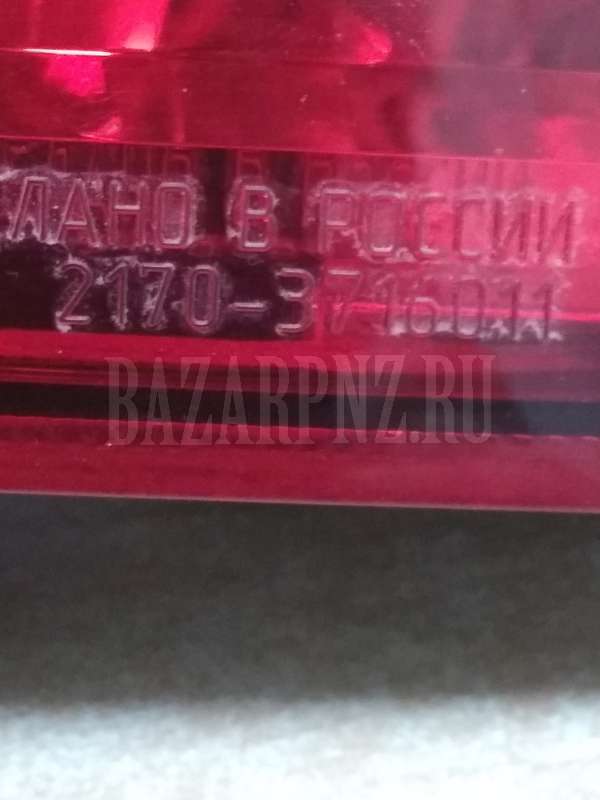 ЛАНО В РОССИИ
2170-3716011
BAZARPNZ.RU